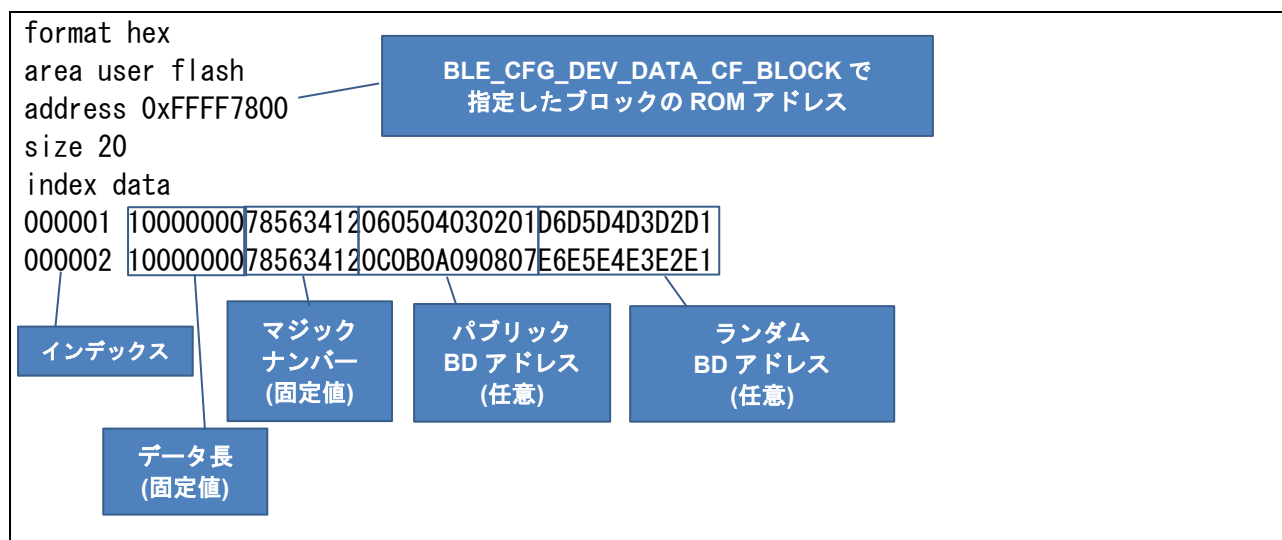 format hex
area user flash
address 0xFFFF7800
size 20
index data
BLE_CFG_DEV_DATA_CF_BLOCK で
指定したブロックの ROM アドレス
000001 1000000078563412060504030201D6D5D4D3D2D1
000002 10000000785634120C0B0A090807E6E5E4E3E2E1
インデックス
マジック
ナンバー
(固定値)
パブリック
BD アドレス
(任意)
ランダム
BD アドレス
(任意)
データ長
(固定値)